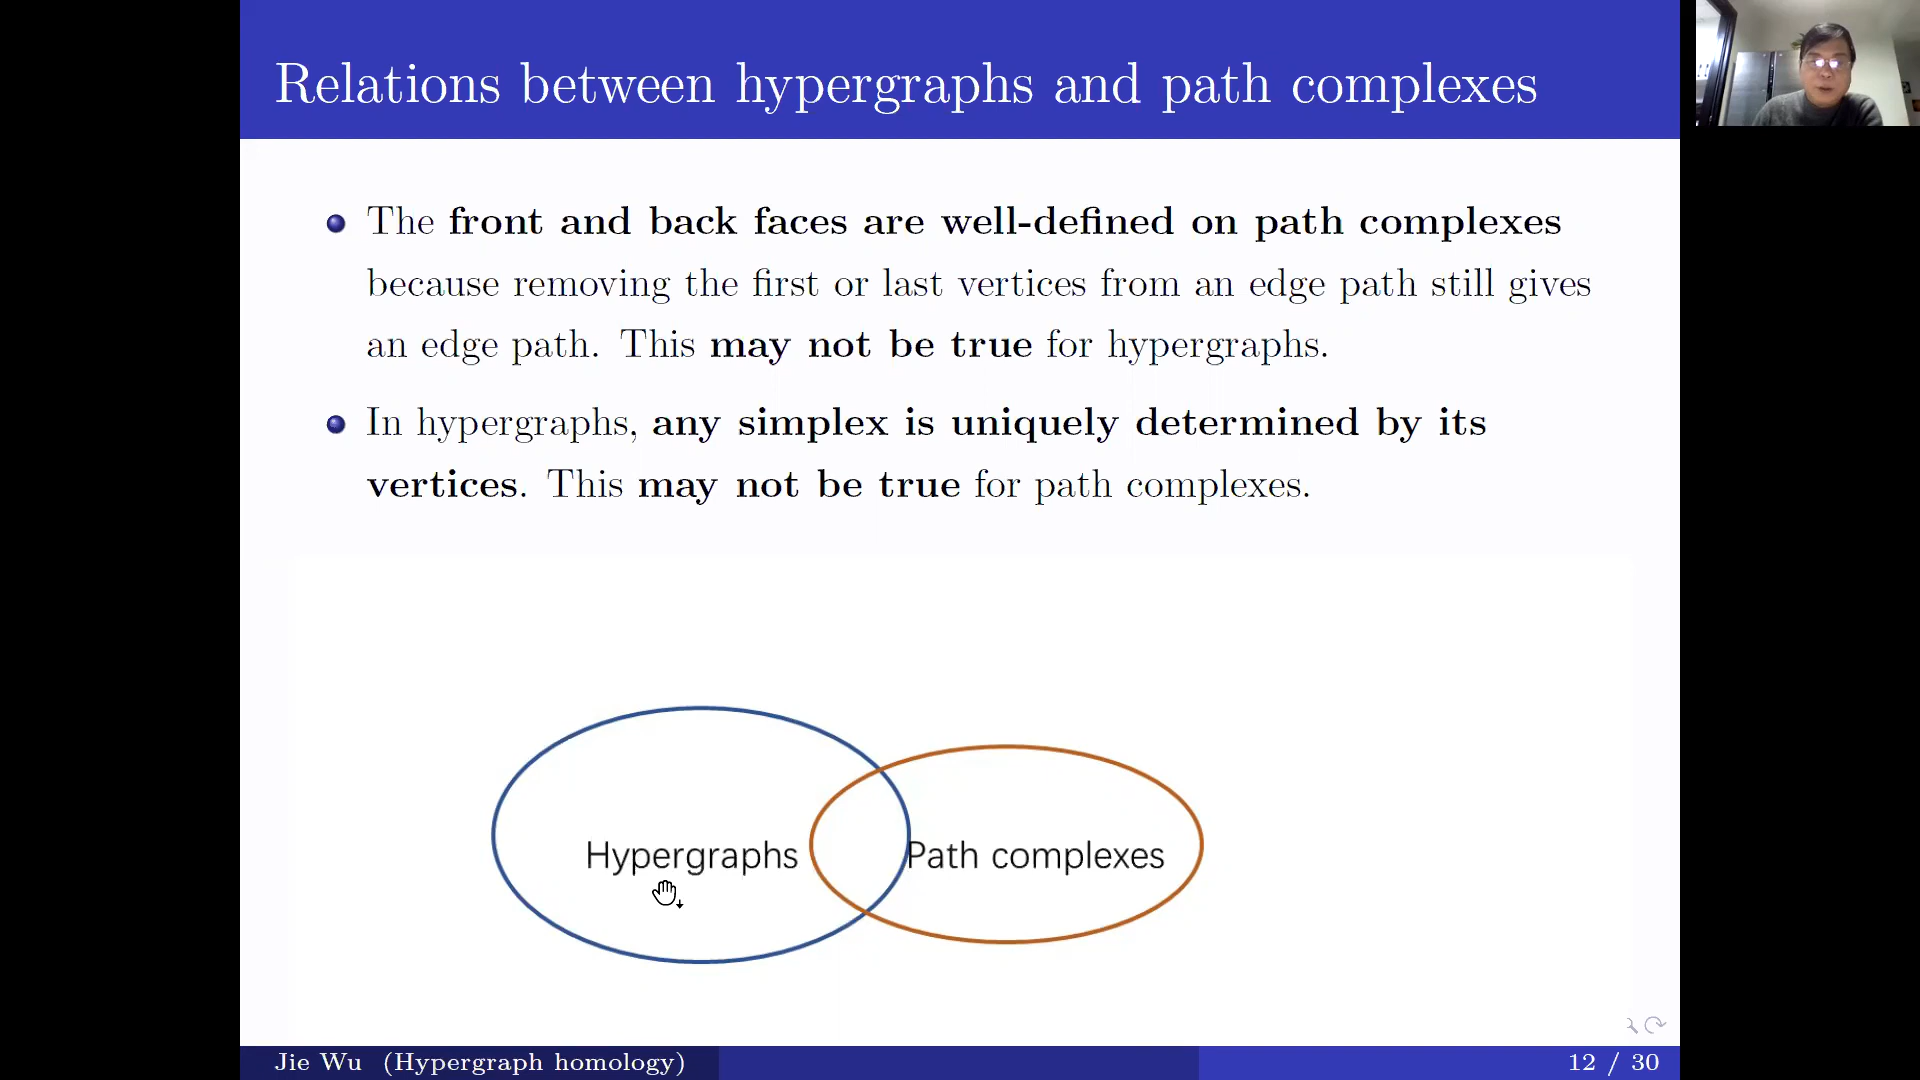 Relations between hypergraphs and path complexes
The front and back faces are well-defined on path complexes
because removing the first or last vertices from an edge path still gives
an edge path. This may not be true for hypergraphs.
In hypergraphs, any simplex is uniquely determined by its
vertices. This may not be true for path complexes.
Hypergraphs
Path complexes
Jie Wu (Hypergraph homology)
12 / 30